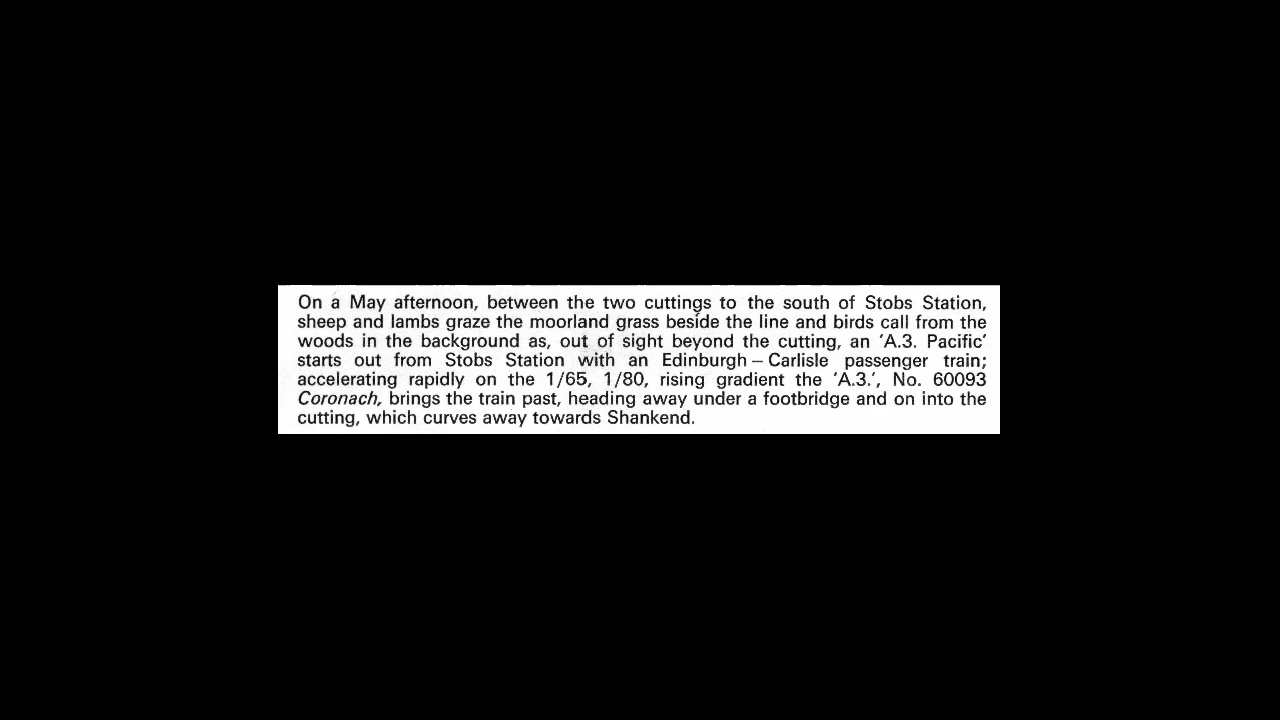 On a May afternoon, between the two cuttings to the south of Stobs Station,
sheep and lambs graze the moorland grass beside the line and birds call from the
woods in the background as, out of sight beyond the cutting, an 'A.3. Pacific'
starts out from Stobs Station with an Edinburgh – Carlisle passenger train;
accelerating rapidly on the 1/65, 1/80, rising gradient the 'A.3.', No. 60093
Coronach, brings the train past, heading away under a footbridge and on into the
cutting, which curves away towards Shankend.